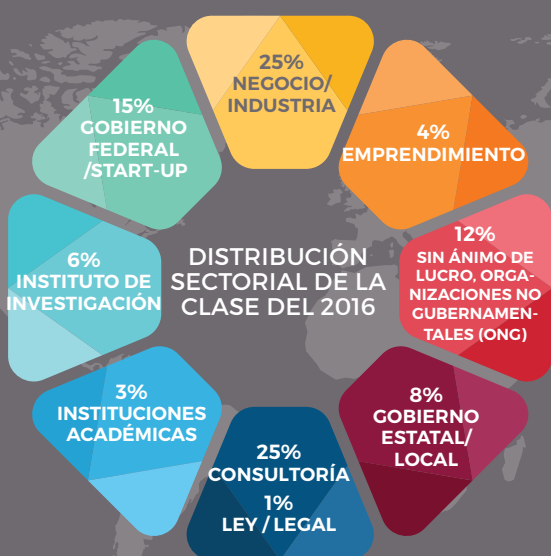 25%
NEGOCIO/
INDUSTRIA
4%
EMPRENDIMIENTO
12%
SIN ÁNIMO DE
LUCRO, ORGA-
NIZACIONES NO
GUBERNAMEN-
TALES (ONG)
8%
GOBIERNO
ESTATAL/
LOCAL
25%
CONSULTORÍA
1%
LEY / LEGAL
3%
INSTITUCIONES
ACADÉMICAS
6%
INSTITUTO DE
INVESTIGACIÓN
15%
GOBIERNO
FEDERAL
/START-UP
DISTRIBUCIÓN
SECTORIAL DE LA
CLASE DEL 2016